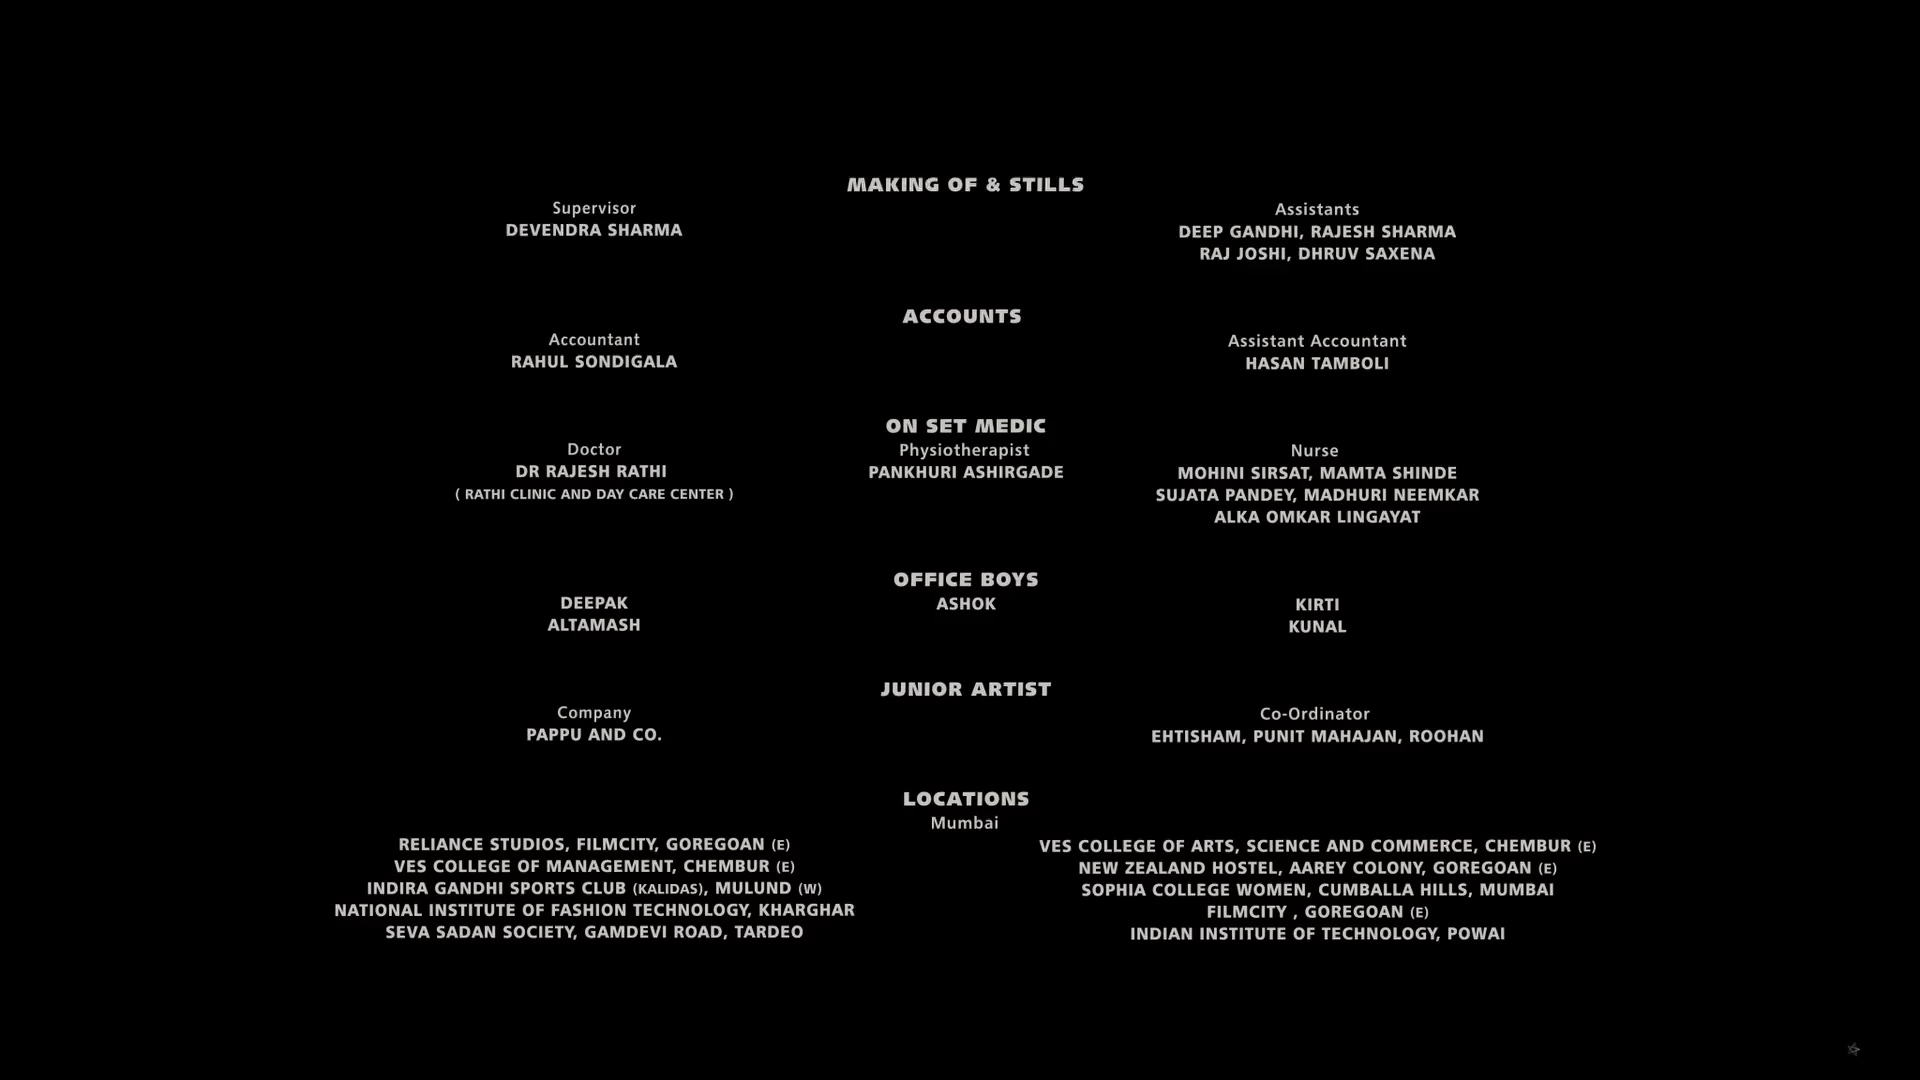 MAKING OF & STILLS
Supervisor
DEVENDRA SHARMA
Assistants
DEEP GANDHI, RAJESH SHARMA
RAJ JOSHI, DHRUV SAXENA
ACCOUNTS
Accountant
RAHUL SONDIGALA
Assistant Accountant
HASAN TAMBOLI
ON SET MEDIC
Doctor
DR RAJESH RATHI
( RATHI CLINIC AND DAY CARE CENTER )
Physiotherapist
PANKHURI ASHIRGADE
Nurse
MOHINI SIRSAT, MAMTA SHINDE
SUJATA PANDEY, MADHURI NEEMKAR
ALKA OMKAR LINGAYAT
OFFICE BOYS
DEEPAK
ALTAMASH
ASHOK
KIRTI
KUNAL
JUNIOR ARTIST
Company
PAPPU AND CO.
Co-Ordinator
EHTISHAM, PUNIT MAHAJAN, ROOHAN
LOCATIONS
Mumbai
RELIANCE STUDIOS, FILMCITY, GOREGOAN (E)
VES COLLEGE OF MANAGEMENT, CHEMBUR (E)
INDIRA GANDHI SPORTS CLUB (KALIDAS), MULUND (W)
NATIONAL INSTITUTE OF FASHION TECHNOLOGY, KHARGHAR
SEVA SADAN SOCIETY, GAMDEVI ROAD, TARDEO
VES COLLEGE OF ARTS, SCIENCE AND COMMERCE, CHEMBUR (E)
NEW ZEALAND HOSTEL, AAREY COLONY, GOREGOAN (E)
SOPHIA COLLEGE WOMEN, CUMBALLA HILLS, MUMBAI
FILMCITY , GOREGOAN (E)
INDIAN INSTITUTE OF TECHNOLOGY, POWAI